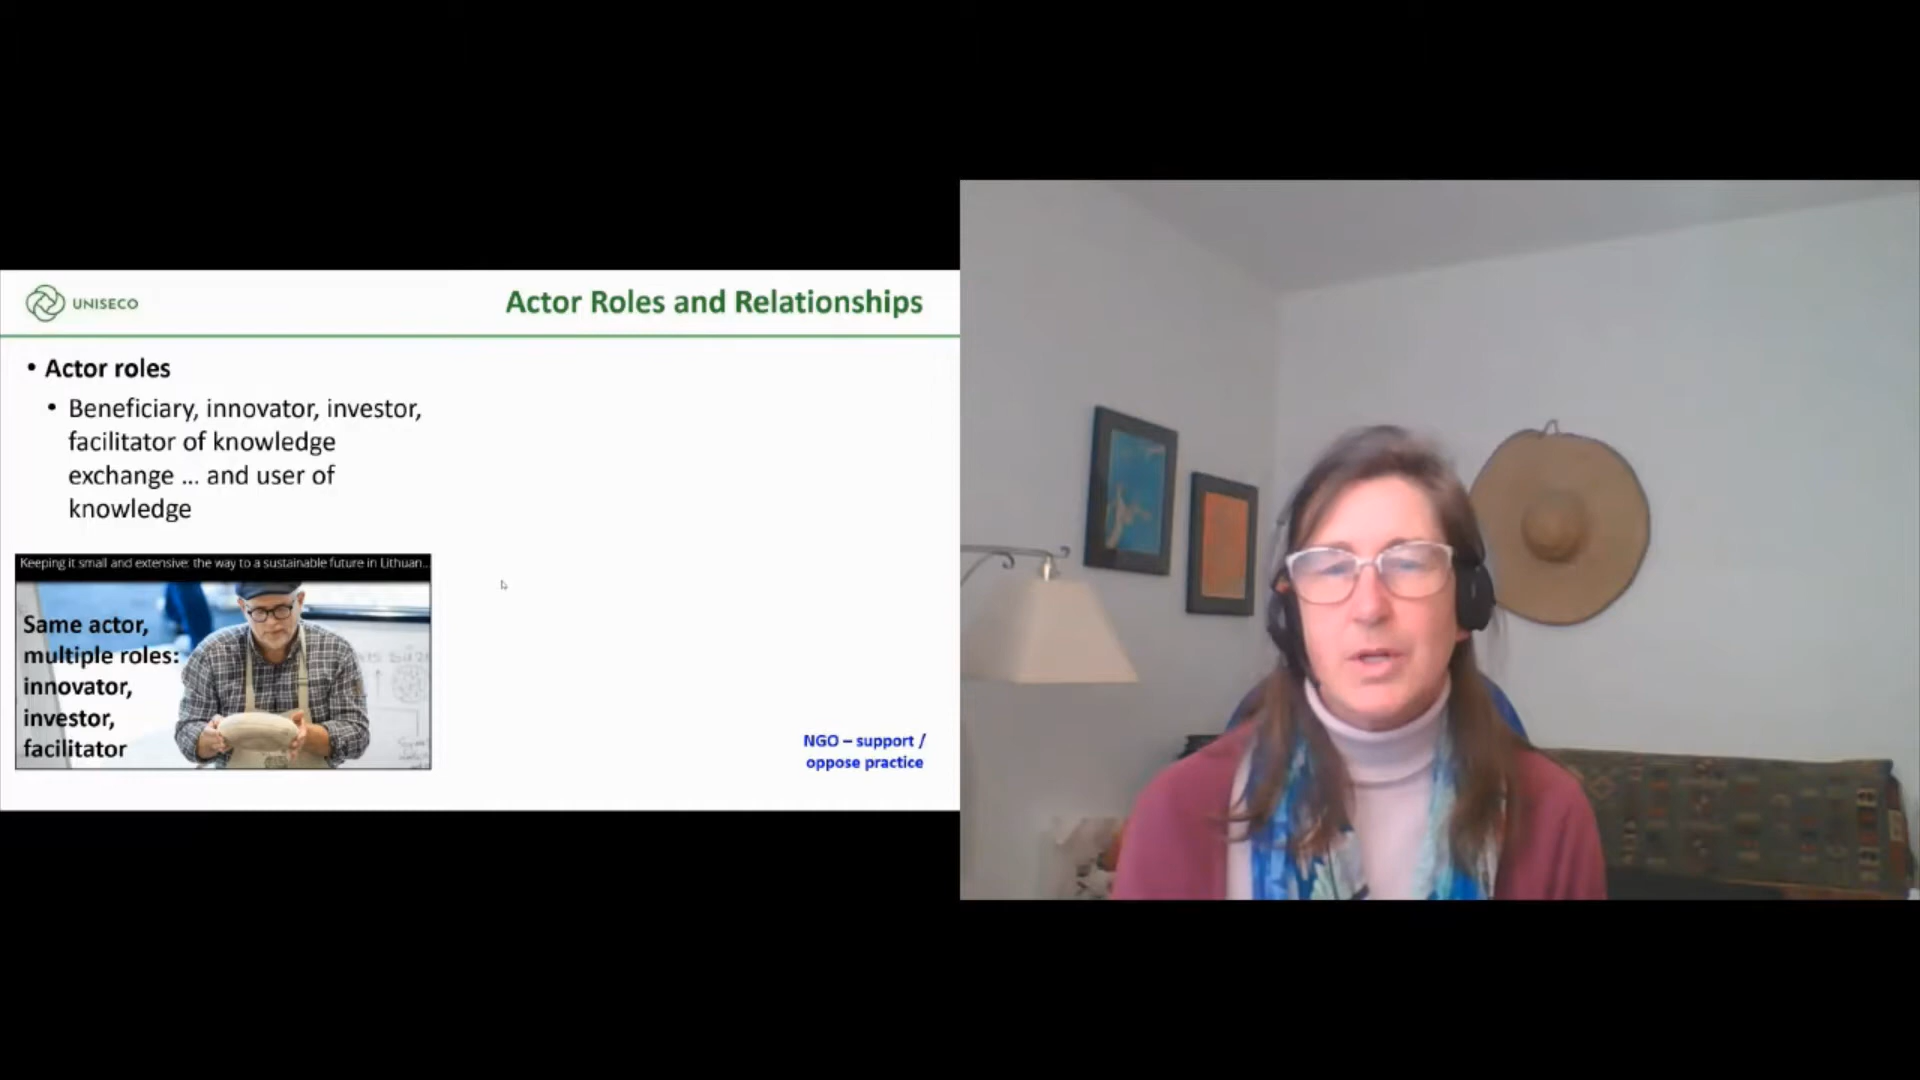 UNISECO
Actor Roles and Relationships
• Actor roles
• Beneficiary, innovator, investor,
facilitator of knowledge
exchange ... and user of
knowledge
Keeping it small and extensive: the way to a sustainable future in Lithuan...
Same actor,
multiple roles:
innovator,
investor,
facilitator
NGO – support /
oppose practice